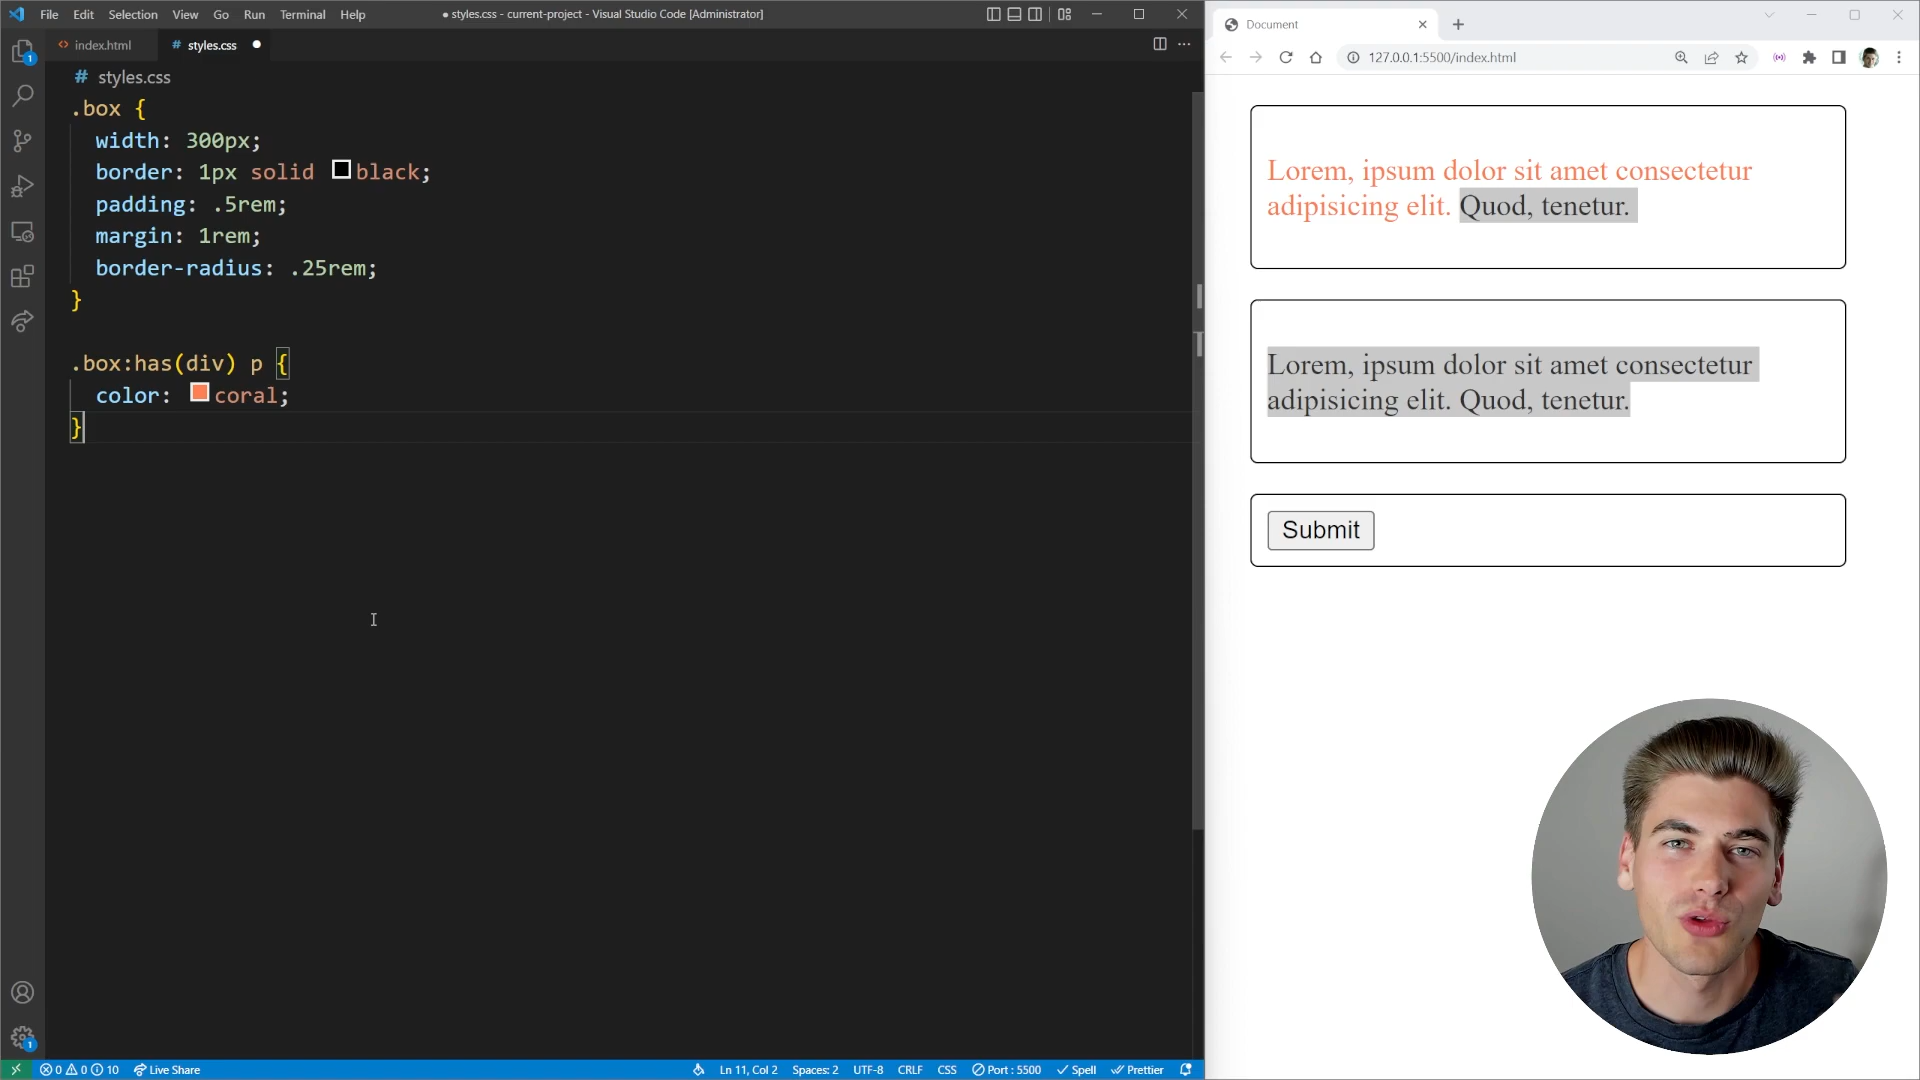 File Edit Selection View Go Run Terminal Help
● styles.css - current-project - Visual Studio Code [Administrator]
index.html
# styles.css
# styles.css
.box {
width: 300px;
border: 1px solid black;
padding: .5rem;
margin: 1rem;
border-radius: .25rem;
}
.box:has(div) p {
color: coral;
}
1
1
0 0 10 Live Share
Ln 11, Col 2 Spaces: 2 UTF-8 CRLF CSS Port : 5500 Spell Prettier
Document
127.0.0.1:5500/index.html
Lorem, ipsum dolor sit amet consectetur
adipisicing elit. Quod, tenetur.
Lorem, ipsum dolor sit amet consectetur
adipisicing elit. Quod, tenetur.
Submit